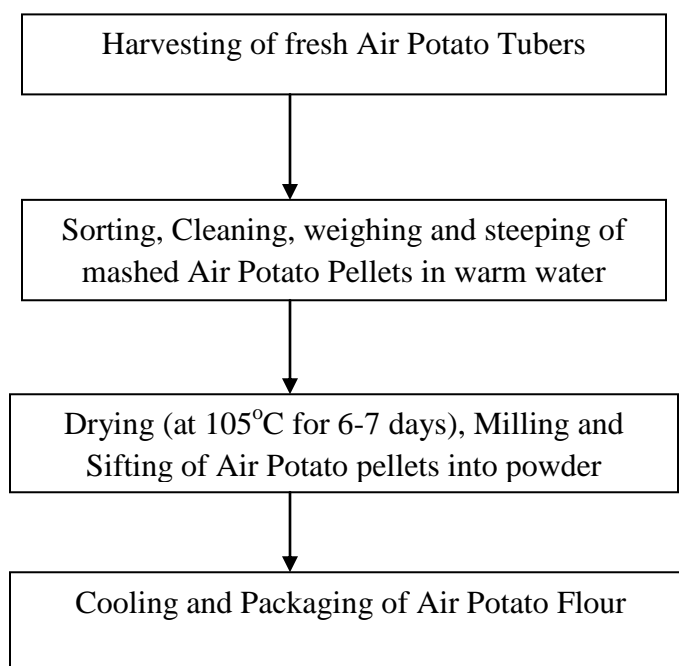 Harvesting of fresh Air Potato Tubers
Sorting, Cleaning, weighing and steeping of
mashed Air Potato Pellets in warm water
Drying (at 105°C for 6-7 days), Milling and
Sifting of Air Potato pellets into powder
Cooling and Packaging of Air Potato Flour